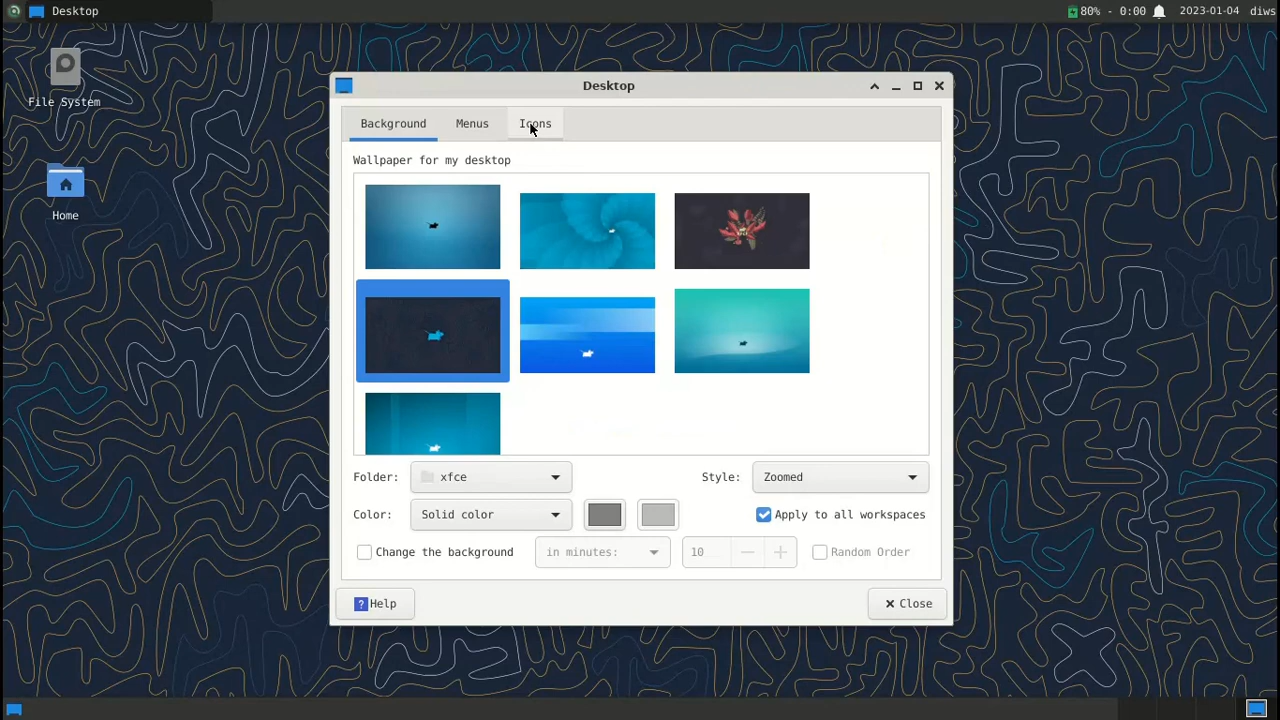 Desktop
80% - 0:00 2023-01-04 diws
File System
Home
Desktop
Background Menus Icons
Wallpaper for my desktop
Folder: xfce Style: Zoomed
Color: Solid color Apply to all workspaces
Change the background in minutes: 10 Random Order
Help Close